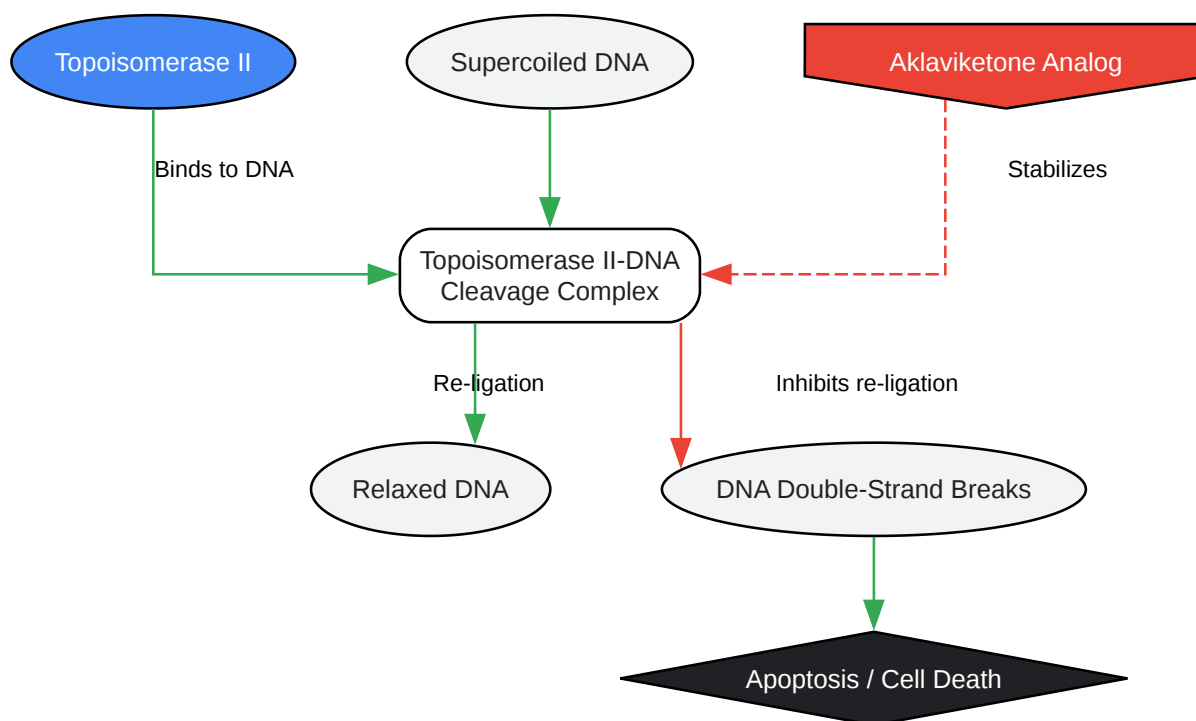 Topoisomerase II
Supercoiled DNA
Aklaviketone Analog
Binds to DNA
Stabilizes
Topoisomerase II-DNA
Cleavage Complex
Re-ligation
Inhibits re-ligation
Relaxed DNA
DNA Double-Strand Breaks
Apoptosis / Cell Death